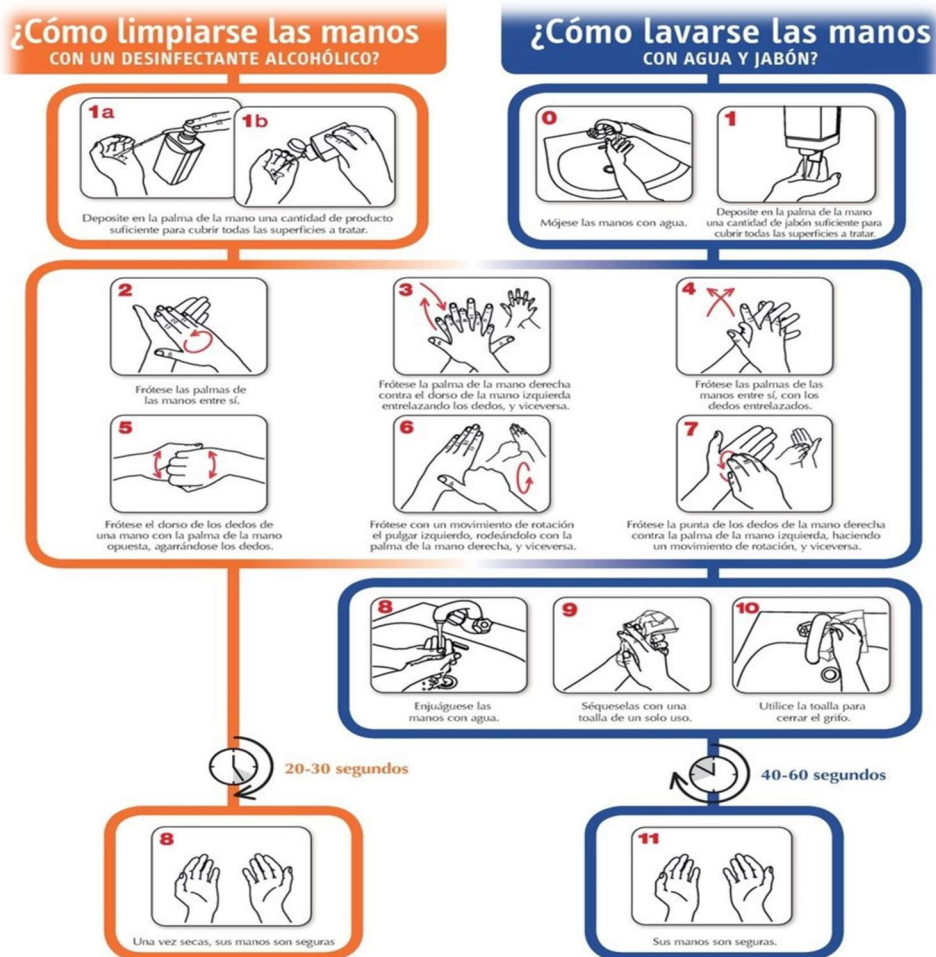 ¿Cómo limpiarse las manos
CON UN DESINFECTANTE ALCOHÓLICO?
¿Cómo lavarse las manos
CON AGUA Y JABÓN?
1a
1b
Deposite en la palma de la mano una cantidad de producto
suficiente para cubrir todas las superficies a tratar.
0
Mójese las manos con agua.
1
Deposite en la palma de la mano
una cantidad de jabón suficiente para
cubrir todas las superficies a tratar.
2
Frótese las palmas de
las manos entre sí.
3
Frótese la palma de la mano derecha
contra el dorso de la mano izquierda
entrelazando los dedos, y viceversa.
4
Frótese las palmas de las
manos entre sí, con los
dedos entrelazados.
5
Frótese el dorso de los dedos de
una mano con la palma de la mano
opuesta, agarrándose los dedos.
6
Frótese con un movimiento de rotación
el pulgar izquierdo, rodeándolo con la
palma de la mano derecha, y viceversa.
7
Frótese la punta de los dedos de la mano derecha
contra la palma de la mano izquierda, haciendo
un movimiento de rotación, y viceversa.
8
Enjuáguese las
manos con agua.
9
Séqueselas con una
toalla de un solo uso.
10
Utilice la toalla para
cerrar el grifo.
20-30 segundos
40-60 segundos
8
Una vez secas, sus manos son seguras
11
Sus manos son seguras.